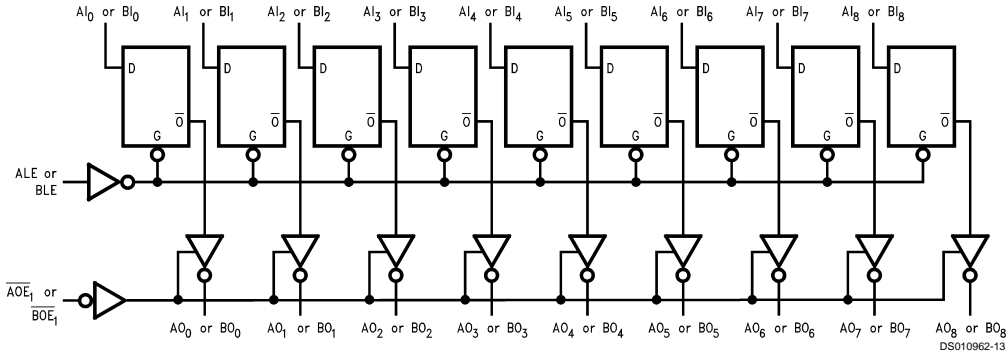 AI₀ or BI₀ AI₁ or BI₁ AI₂ or BI₂ AI₃ or BI₃ AI₄ or BI₄ AI₅ or BI₅ AI₆ or BI₆ AI₇ or BI₇ AI₈ or BI₈
D D D D D D D D D
O̅ O̅ O̅ O̅ O̅ O̅ O̅ O̅ O̅
G G G G G G G G G
ALE or
BLE
A̅O̅E̅₁ or
B̅O̅E̅₁
AO₀ or BO₀ AO₁ or BO₁ AO₂ or BO₂ AO₃ or BO₃ AO₄ or BO₄ AO₅ or BO₅ AO₆ or BO₆ AO₇ or BO₇ AO₈ or BO₈
DS010962-13